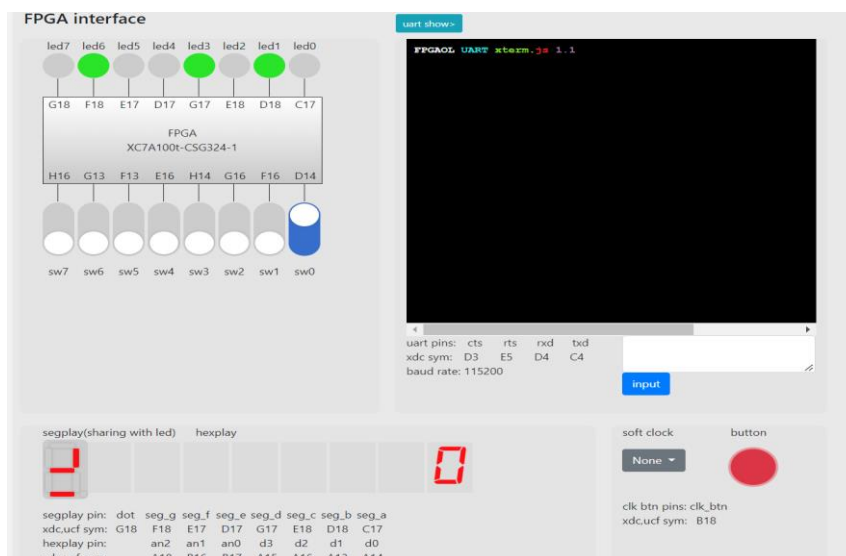 FPGA interface
uart show>
led7 led6 led5 led4 led3 led2 led1 led0
G18 F18 E17 D17 G17 E18 D18 C17
FPGA
XC7A100t-CSG324-1
H16 G13 F13 E16 H14 G16 F16 D14
sw7 sw6 sw5 sw4 sw3 sw2 sw1 sw0
FPGAOL UART xterm.js 1.1
uart pins: cts rts rxd txd
xdc sym: D3 E5 D4 C4
baud rate: 115200
input
segplay(sharing with led) hexplay
0
segplay pin: dot seg_g seg_f seg_e seg_d seg_c seg_b seg_a
xdc,ucf sym: G18 F18 E17 D17 G17 E18 D18 C17
hexplay pin: an2 an1 an0 d3 d2 d1 d0
soft clock button
None
clk btn pins: clk_btn
xdc,ucf sym: B18